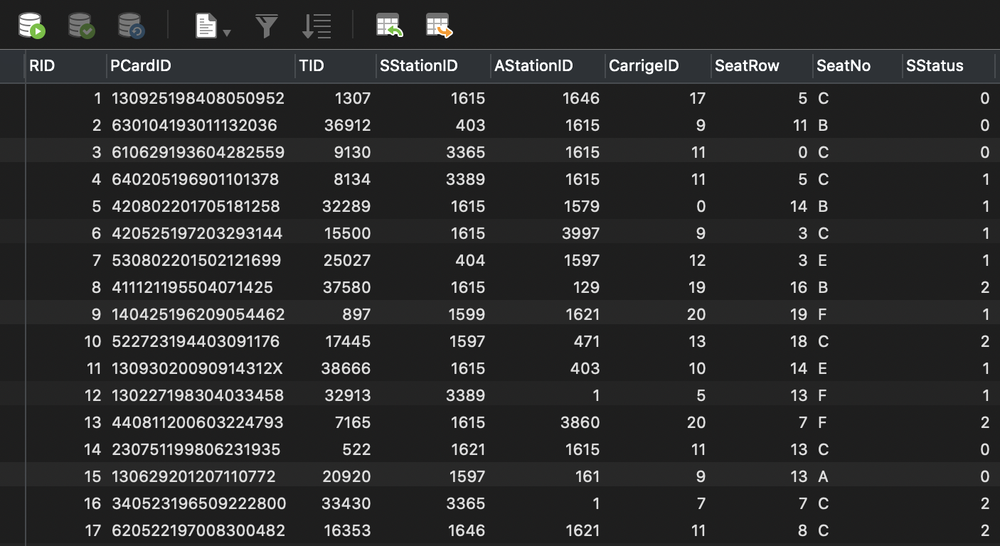 RID PCardID TID SStationID AStationID CarrigeID SeatRow SeatNo SStatus
1 130925198408050952 1307 1615 1646 17 5 C 0
2 630104193011132036 36912 403 1615 9 11 B 0
3 610629193604282559 9130 3365 1615 11 0 C 0
4 640205196901101378 8134 3389 1615 11 5 C 1
5 420802201705181258 32289 1615 1579 0 14 B 1
6 420525197203293144 15500 1615 3997 9 3 C 1
7 530802201502121699 25027 404 1597 12 3 E 1
8 411121195504071425 37580 1615 129 19 16 B 2
9 140425196209054462 897 1599 1621 20 19 F 1
10 522723194403091176 17445 1597 471 13 18 C 2
11 13093020090914312X 38666 1615 403 10 14 E 1
12 130227198304033458 32913 3389 1 5 13 F 1
13 440811200603224793 7165 1615 3860 20 7 F 2
14 230751199806231935 522 1621 1615 11 13 C 0
15 130629201207110772 20920 1597 161 9 13 A 0
16 340523196509222800 33430 3365 1 7 7 C 2
17 620522197008300482 16353 1646 1621 11 8 C 2